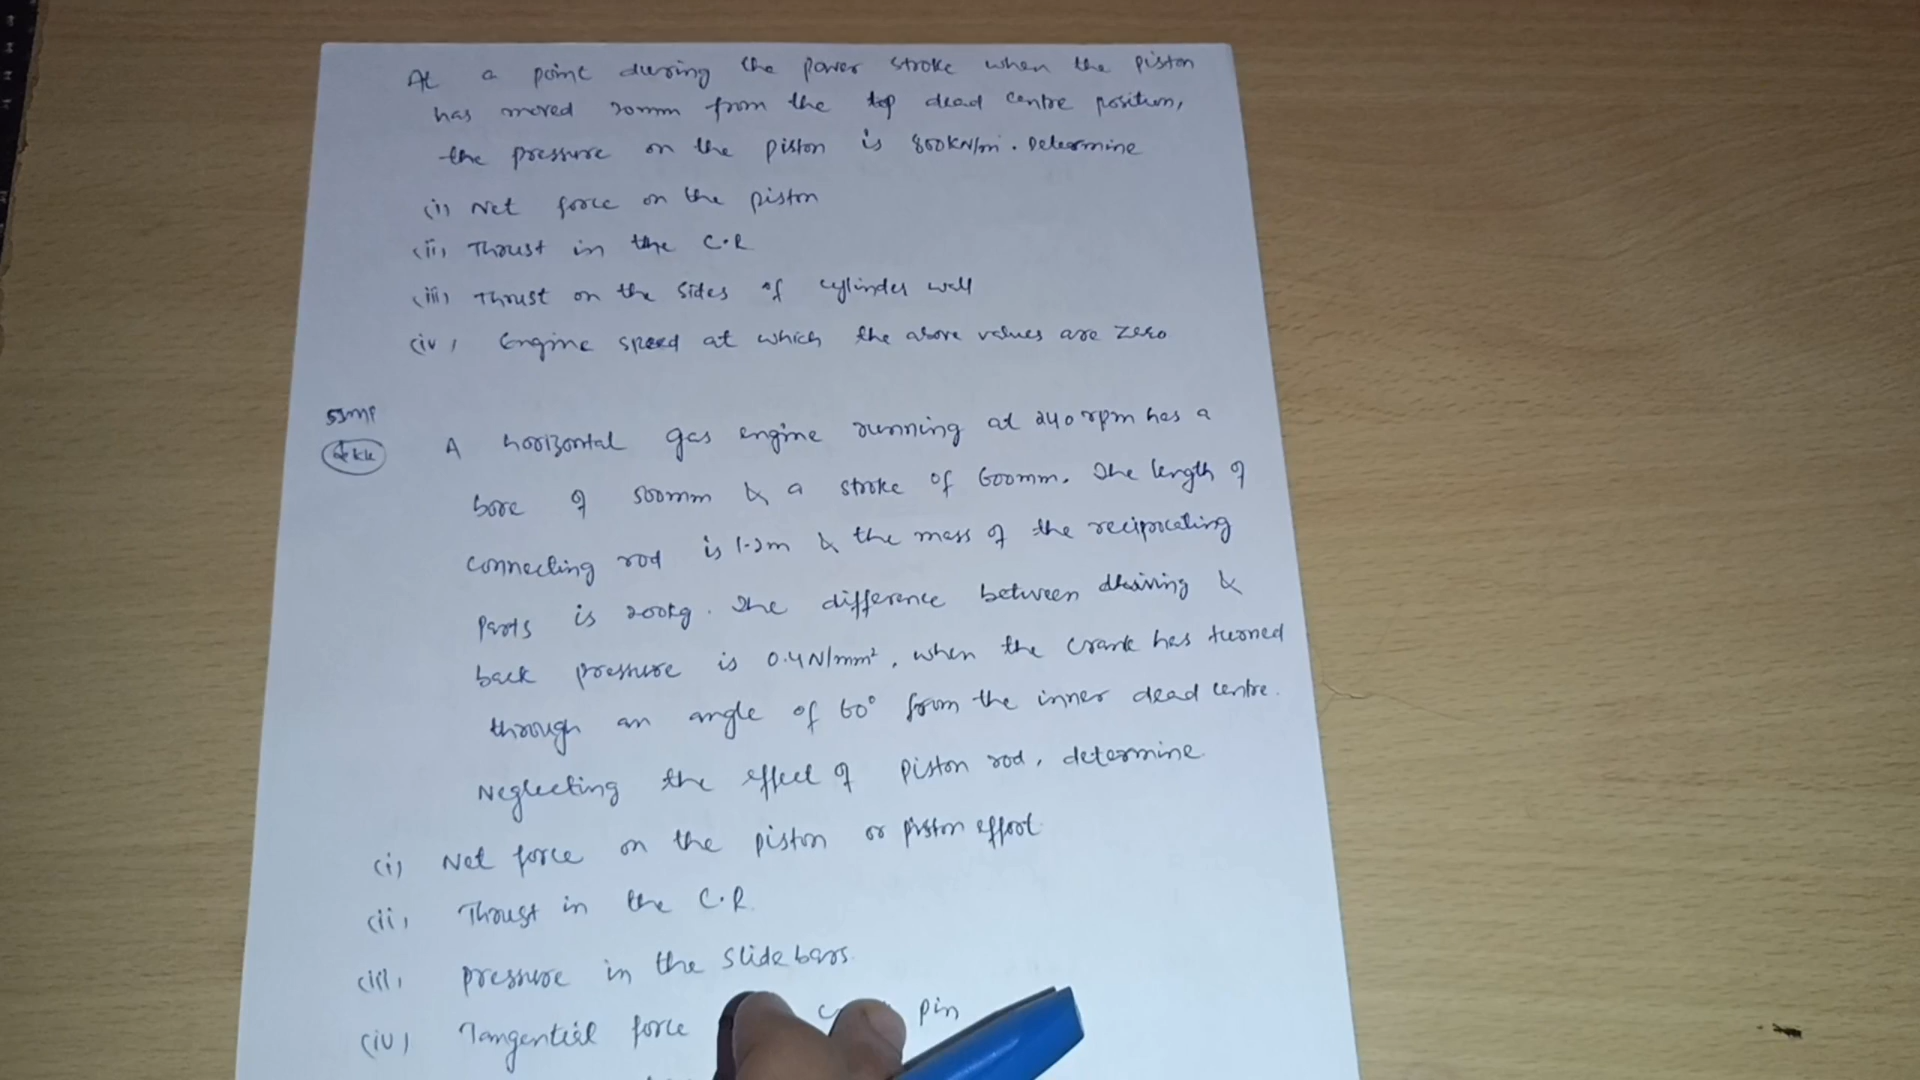 At a point during the power stroke when the piston
has moved 20mm from the top dead centre position,
the pressure on the piston is 800KN/m². Determine
(i) Net force on the piston
(ii) Thrust in the C.R
(iii) Thrust on the sides of cylinder wall
(iv) Engine speed at which the above values are zero
A horizontal gas engine running at 240 rpm has a
bore of 300mm & a stroke of 600mm. The length of
connecting rod is 1.2m & the mass of the reciprocating
Parts is 200kg. The difference between driving &
back pressure is 0.4N/mm², when the crank has turned
through an angle of 60° from the inner dead centre.
Neglecting the effect of piston rod, determine
(i) Net force on the piston or piston effort
(ii) Thrust in the C.R.
(iii) pressure in the slide bars.
(iv) Tangential force pin